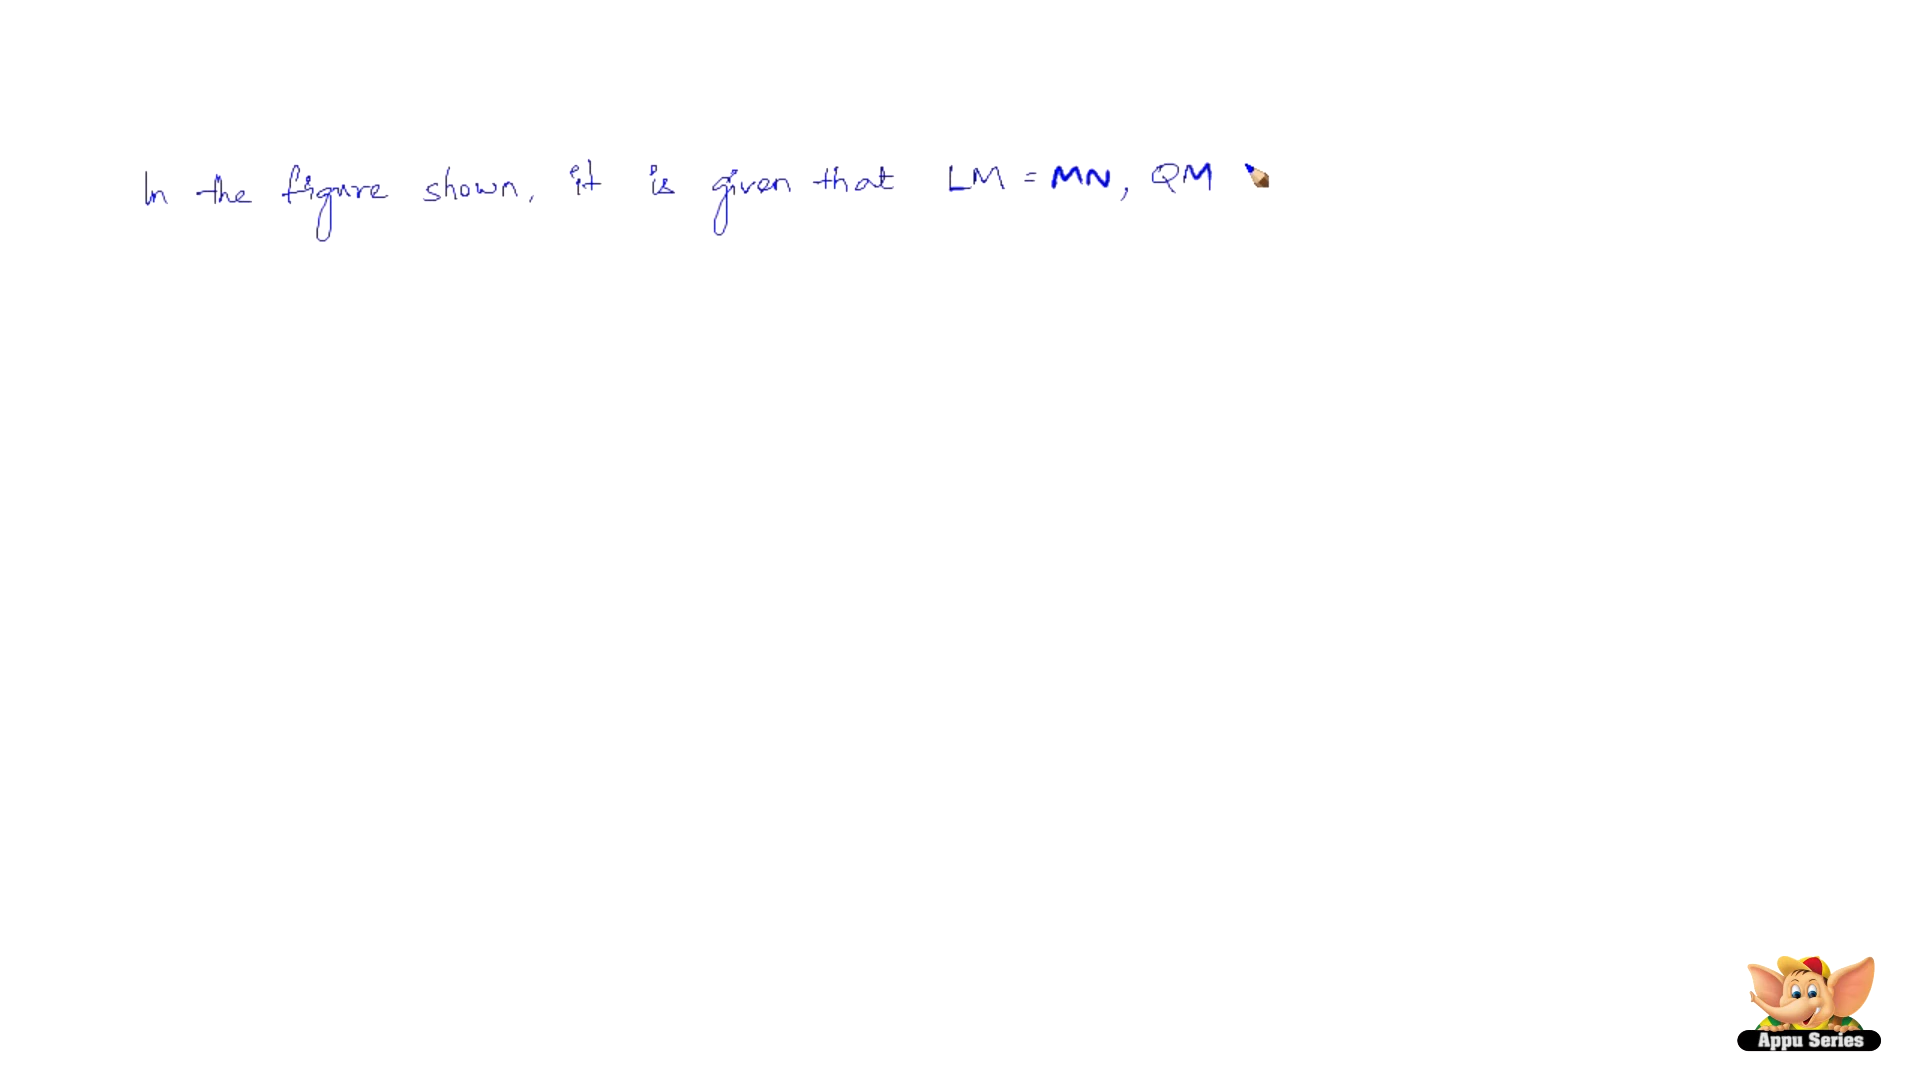 In the figure shown, it is given that LM = MN, QM
Appu Series